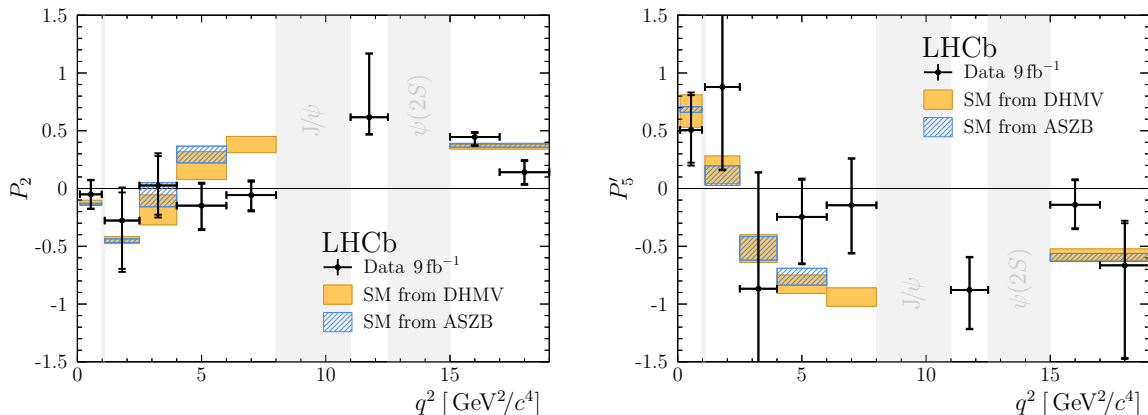 1.5
1
0.5
0
-0.5
-1
-1.5
P₂
J/ψ
ψ(2S)
LHCb
Data 9 fb⁻¹
SM from DHMV
SM from ASZB
0 5 10 15
q² [ GeV²/c⁴]
1.5
1
0.5
0
-0.5
-1
-1.5
P′₅
LHCb
Data 9 fb⁻¹
SM from DHMV
SM from ASZB
J/ψ
ψ(2S)
0 5 10 15
q² [ GeV²/c⁴]